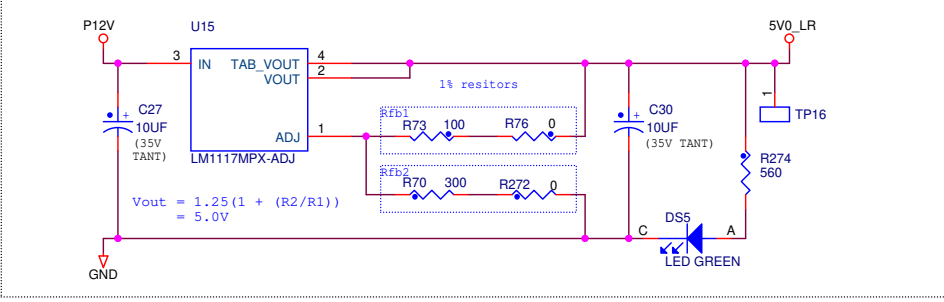 P12V
U15
5V0_LR
3
IN
TAB_VOUT
4
VOUT
2
1% resitors
1
TP16
C27
10UF
(35V
TANT)
ADJ
1
Rfb1
R73
100
R76
0
C30
10UF
(35V TANT)
LM1117MPX-ADJ
R274
560
Rfb2
R70
300
R272
0
Vout = 1.25(1 + (R2/R1))
= 5.0V
DS5
C
A
LED GREEN
GND
+
+